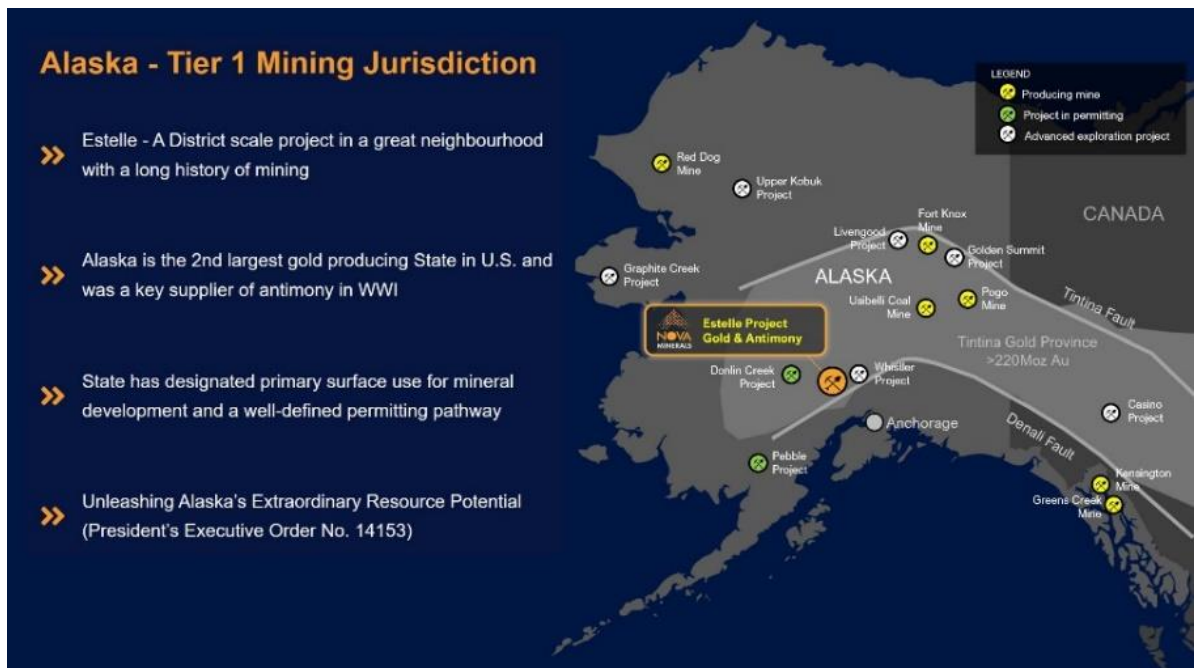 Alaska - Tier 1 Mining Jurisdiction
Estelle - A District scale project in a great neighbourhood
with a long history of mining
Alaska is the 2nd largest gold producing State in U.S. and
was a key supplier of antimony in WWI
State has designated primary surface use for mineral
development and a well-defined permitting pathway
Unleashing Alaska's Extraordinary Resource Potential
(President's Executive Order No. 14153)
LEGEND
Producing mine
Project in permitting
Advanced exploration project
Red Dog
Mine
Upper Kobuk
Project
CANADA
Fort Knox
Mine
Livengood
Project
Golden Summit
Project
Graphite Creek
Project
ALASKA
Pogo
Mine
Usibelli Coal
Mine
Tintina Fault
NOVA
MINERALS
Estelle Project
Gold & Antimony
Tintina Gold Province
>220Moz Au
Donlin Creek
Project
Whistler
Project
Casino
Project
Anchorage
Denali Fault
Pebble
Project
Kensington
Mine
Greens Creek
Mine